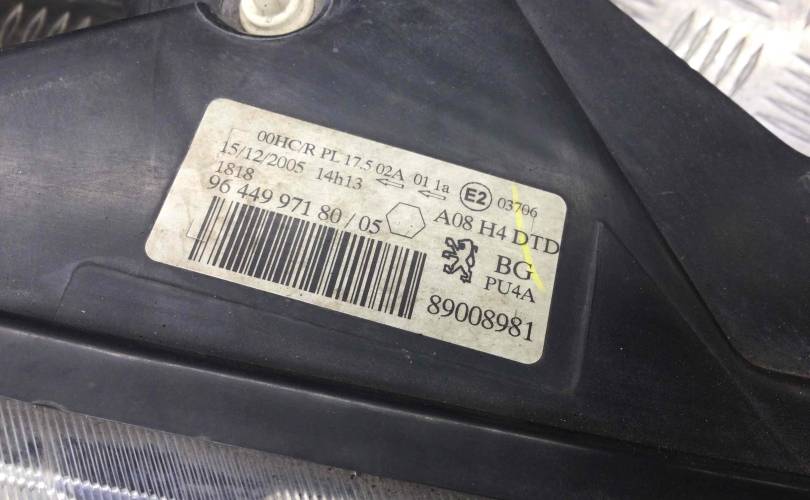 00HC/R PL 17.5 02A 01 1a E2 03706
15/12/2005 14h13
1818
A08 H4 DTD
96 449 971 80 / 05
BG
PU4A
89008981